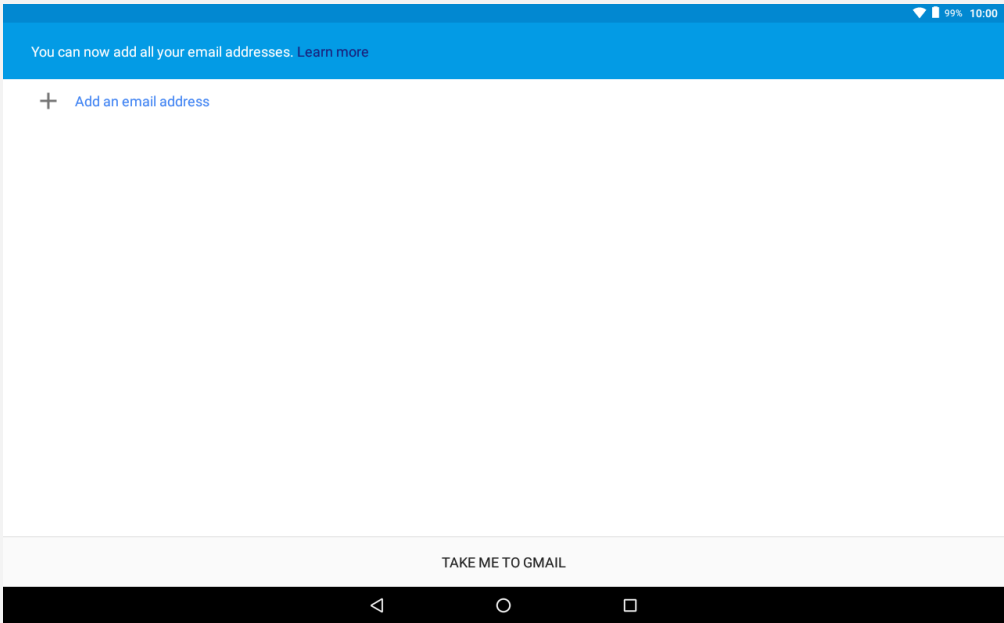 99% 10:00
You can now add all your email addresses. Learn more
Add an email address
TAKE ME TO GMAIL